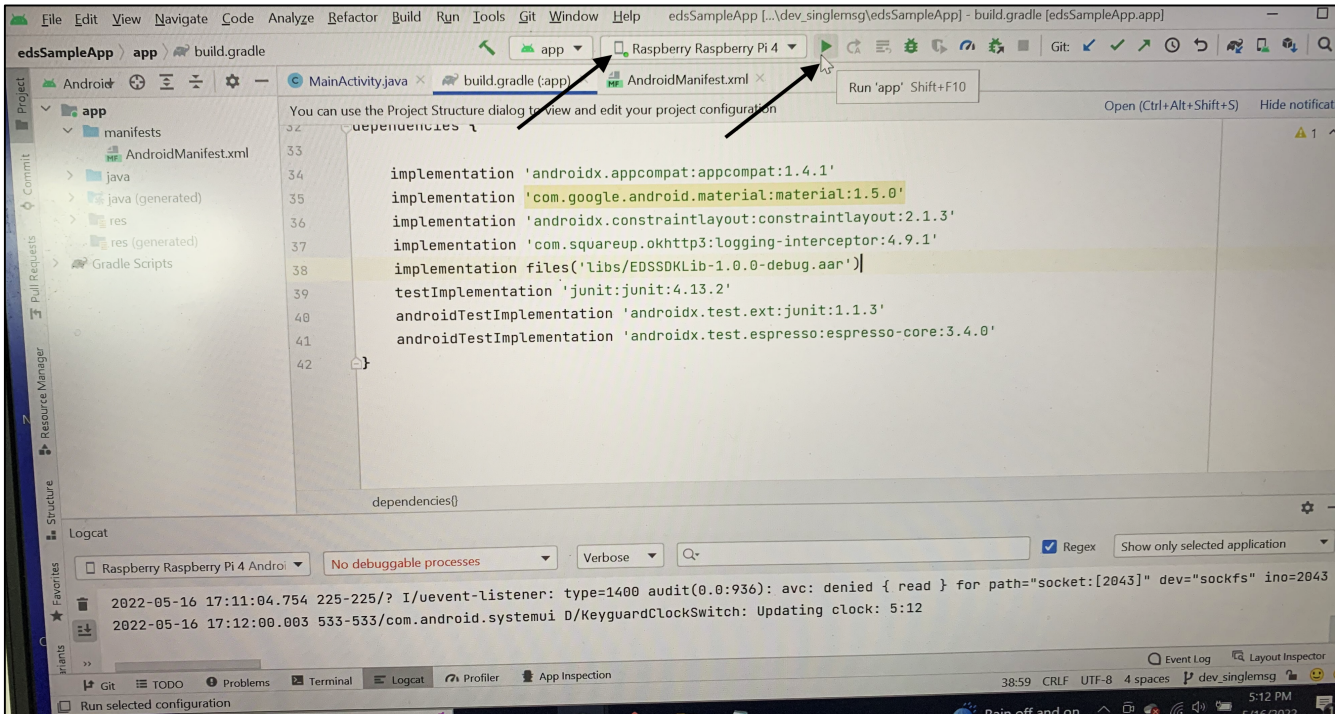 File Edit View Navigate Code Analyze Refactor Build Run Tools Git Window Help edsSampleApp [...\dev_singlemsg\edsSampleApp] - build.gradle [edsSampleApp.app]
edsSampleApp app build.gradle app Raspberry Raspberry Pi 4 Git:
Android MainActivity.java build.gradle (:app) AndroidManifest.xml
Run 'app' Shift+F10
You can use the Project Structure dialog to view and edit your project configuration Open (Ctrl+Alt+Shift+S) Hide notificat
Project
Commit
Pull Requests
Resource Manager
Structure
Favorites
riants
app
manifests
AndroidManifest.xml
java
java (generated)
res
res (generated)
Gradle Scripts
32 dependencies {
33
34 implementation 'androidx.appcompat:appcompat:1.4.1'
35 implementation 'com.google.android.material:material:1.5.0'
36 implementation 'androidx.constraintlayout:constraintlayout:2.1.3'
37 implementation 'com.squareup.okhttp3:logging-interceptor:4.9.1'
38 implementation files('libs/EDSSDKLib-1.0.0-debug.aar')
39 testImplementation 'junit:junit:4.13.2'
40 androidTestImplementation 'androidx.test.ext:junit:1.1.3'
41 androidTestImplementation 'androidx.test.espresso:espresso-core:3.4.0'
42 }
1
dependencies{}
Logcat
Raspberry Raspberry Pi 4 Androi No debuggable processes Verbose Regex Show only selected application
2022-05-16 17:11:04.754 225-225/? I/uevent-listener: type=1400 audit(0.0:936): avc: denied { read } for path="socket:[2043]" dev="sockfs" ino=2043
2022-05-16 17:12:00.003 533-533/com.android.systemui D/KeyguardClockSwitch: Updating clock: 5:12
Event Log Layout Inspector
Git TODO Problems Terminal Logcat Profiler App Inspection
38:59 CRLF UTF-8 4 spaces dev_singlemsg
Run selected configuration
Rain off and on 5:12 PM
5/16/2022